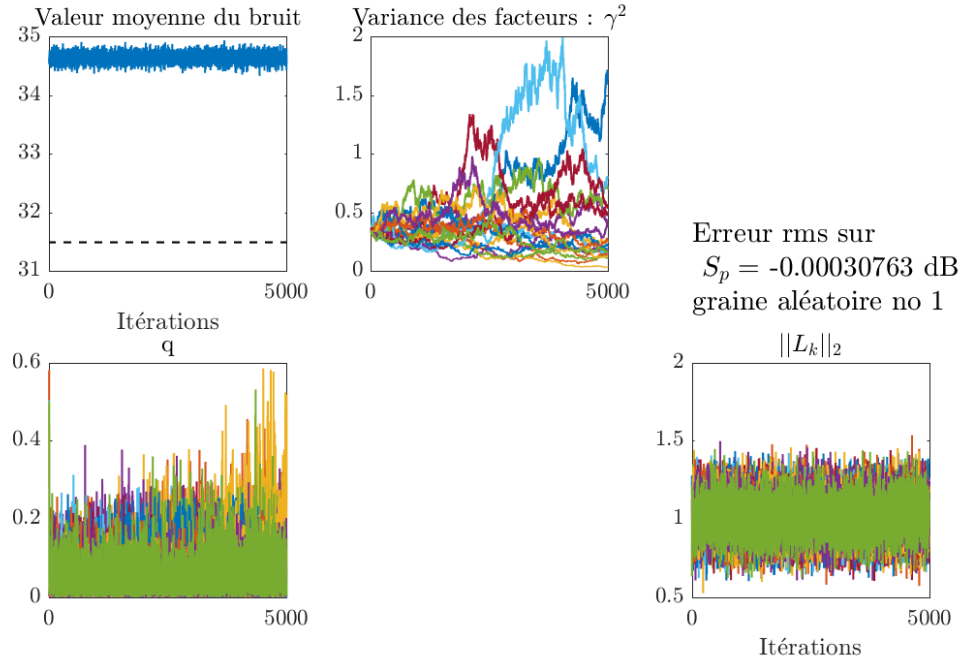 Valeur moyenne du bruit
35
34
33
32
31
0
5000
Itérations
Variance des facteurs : γ²
2
1.5
1
0.5
0
0
5000
Erreur rms sur
S_p = -0.00030763 dB
graine aléatoire no 1
q
0.6
0.4
0.2
0
0
5000
||L_k||_2
2
1.5
1
0.5
0
5000
Itérations